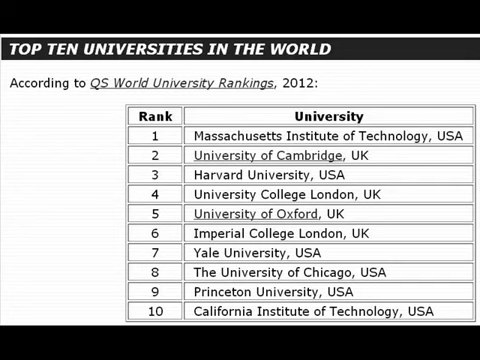 TOP TEN UNIVERSITIES IN THE WORLD
According to QS World University Rankings, 2012:
Rank University
1 Massachusetts Institute of Technology, USA
2 University of Cambridge, UK
3 Harvard University, USA
4 University College London, UK
5 University of Oxford, UK
6 Imperial College London, UK
7 Yale University, USA
8 The University of Chicago, USA
9 Princeton University, USA
10 California Institute of Technology, USA